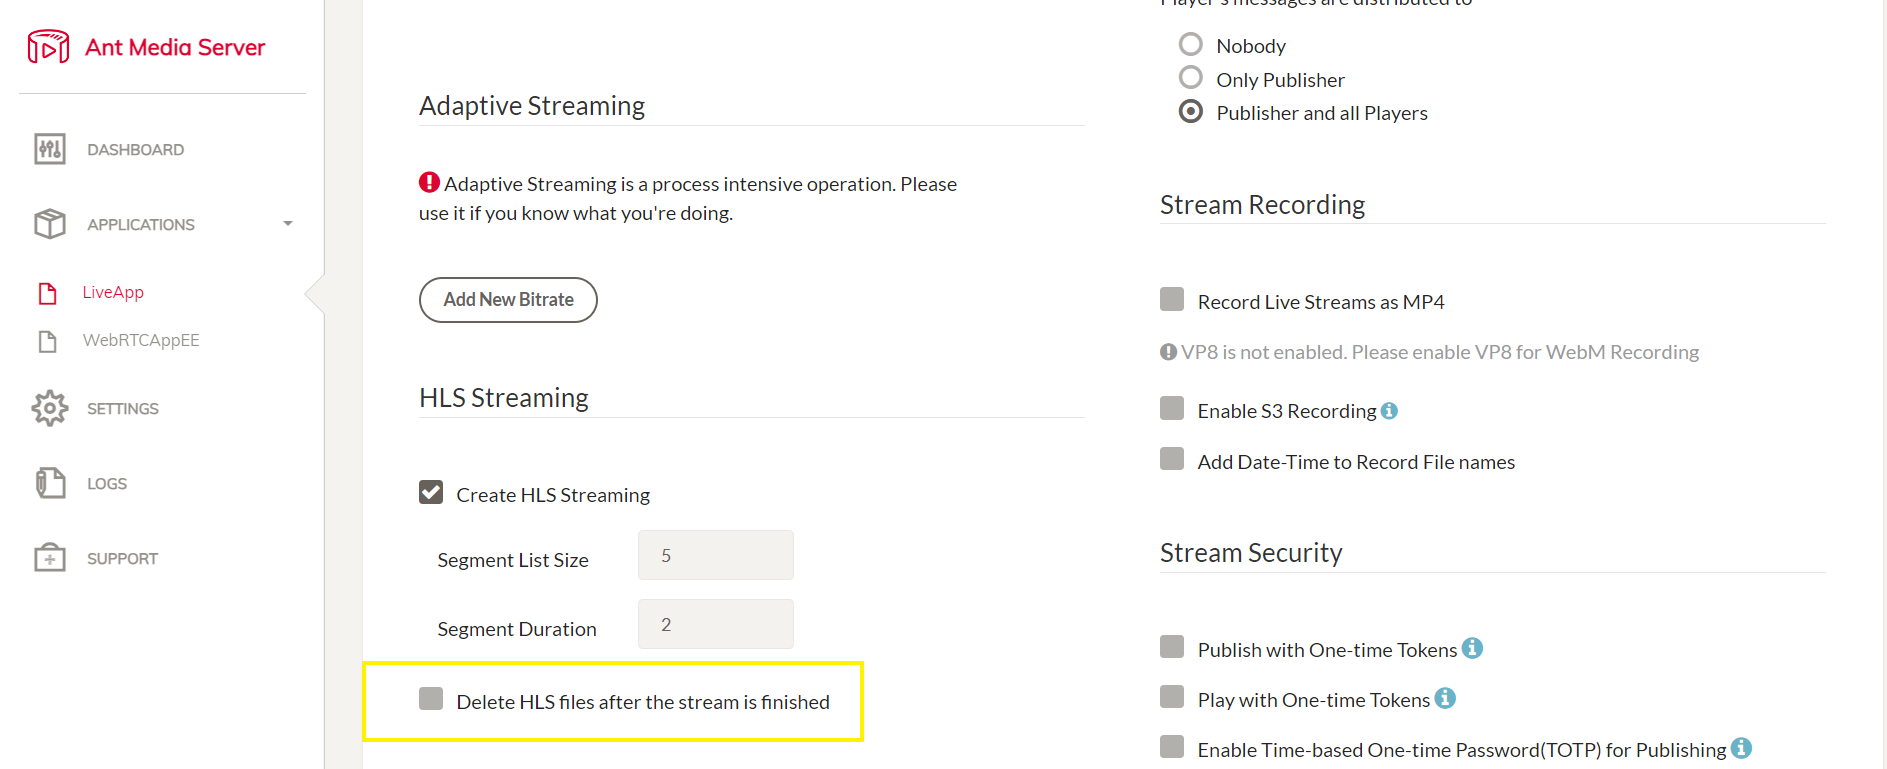 Ant Media Server
DASHBOARD
APPLICATIONS
LiveApp
WebRTCAppEE
SETTINGS
LOGS
SUPPORT
Adaptive Streaming
Adaptive Streaming is a process intensive operation. Please
use it if you know what you're doing.
Add New Bitrate
HLS Streaming
Create HLS Streaming
Segment List Size 5
Segment Duration 2
Delete HLS files after the stream is finished
Player's messages are distributed to
Nobody
Only Publisher
Publisher and all Players
Stream Recording
Record Live Streams as MP4
VP8 is not enabled. Please enable VP8 for WebM Recording
Enable S3 Recording
Add Date-Time to Record File names
Stream Security
Publish with One-time Tokens
Play with One-time Tokens
Enable Time-based One-time Password(TOTP) for Publishing